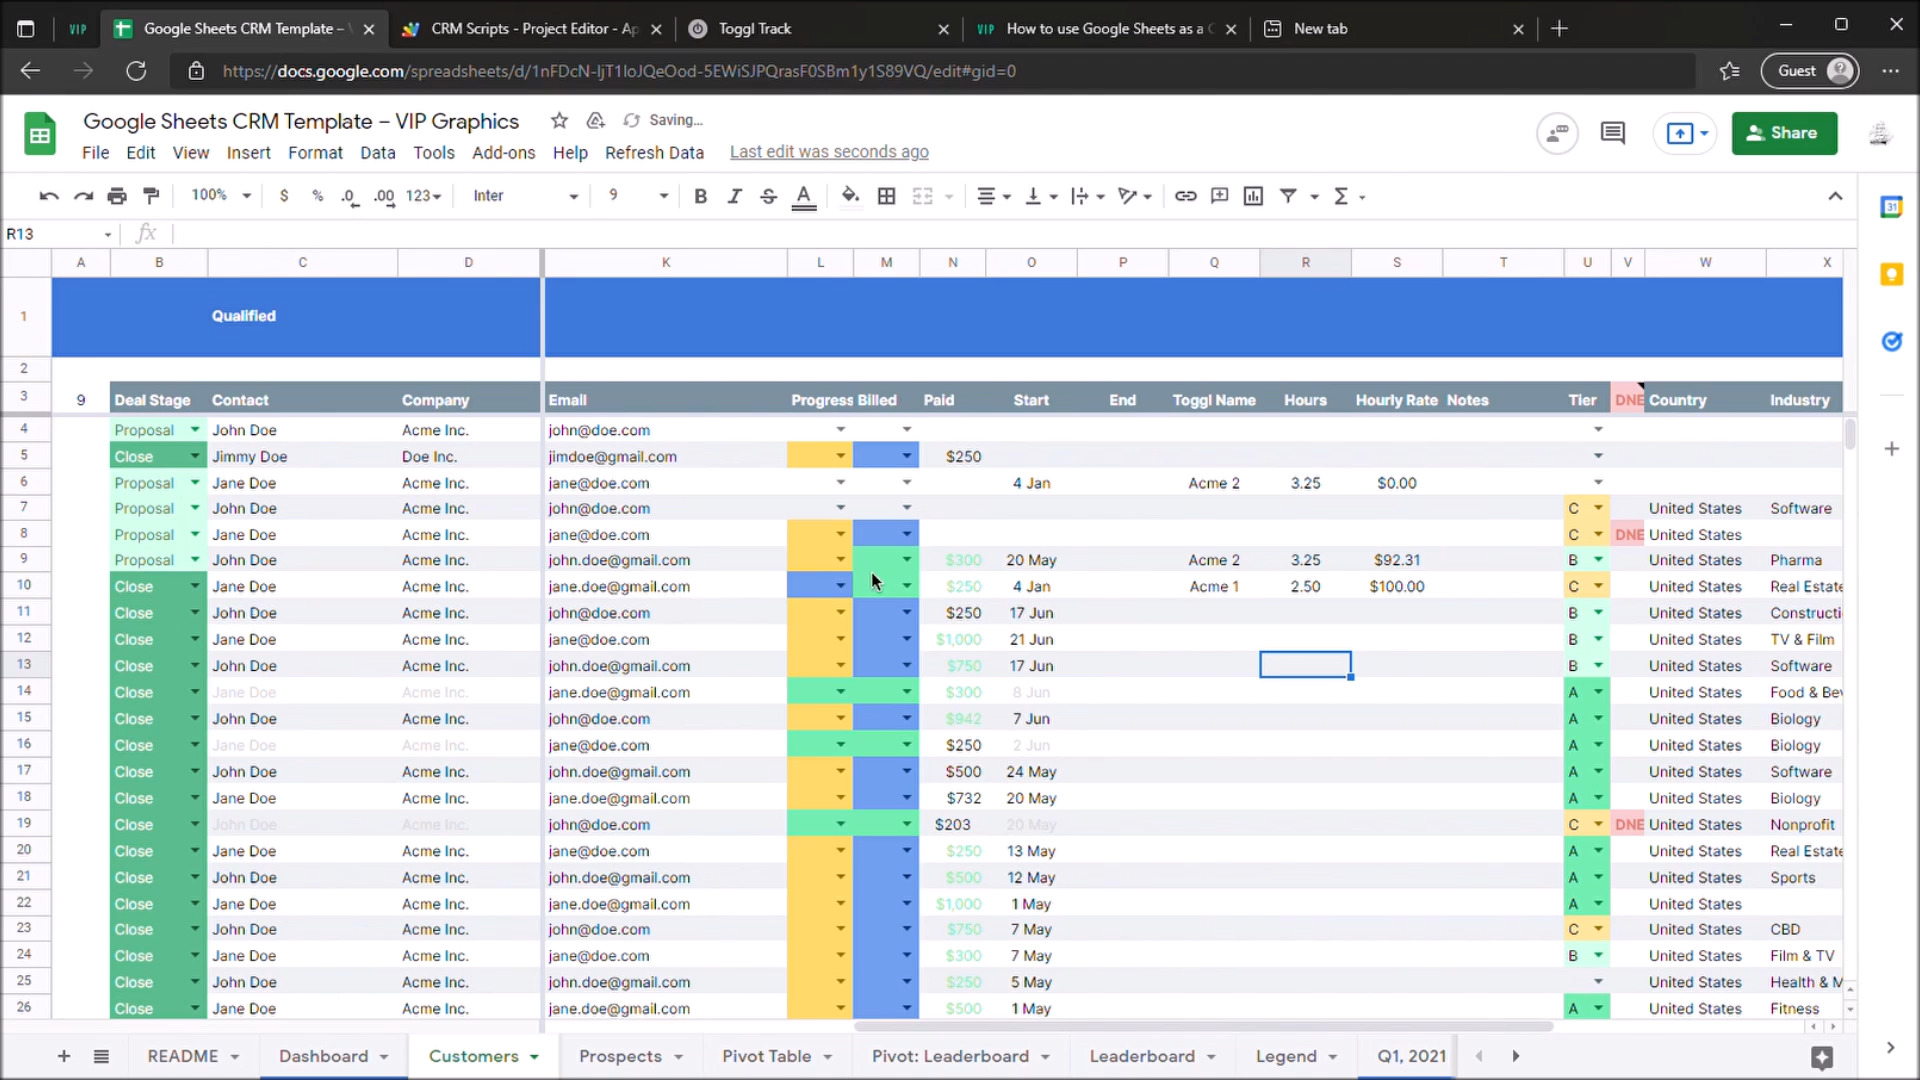 VIP
Google Sheets CRM Template –
CRM Scripts - Project Editor - Ap
Toggl Track
VIP How to use Google Sheets as a C
New tab
https://docs.google.com/spreadsheets/d/1nFDcN-IjT1IoJQeOod-5EWiSJPQrasF0SBm1y1S89VQ/edit#gid=0
Guest
Google Sheets CRM Template – VIP Graphics
Saving...
Share
File Edit View Insert Format Data Tools Add-ons Help Refresh Data Last edit was seconds ago
100% $ % .0 .00 123 Inter 9 B I S A
R13 fx
A B C D K L M N O P Q R S T U V W X
1 Qualified
2
3 9 Deal Stage Contact Company Email Progress Billed Paid Start End Toggl Name Hours Hourly Rate Notes Tier DNE Country Industry
4 Proposal John Doe Acme Inc. john@doe.com
5 Close Jimmy Doe Doe Inc. jimdoe@gmail.com $250
6 Proposal Jane Doe Acme Inc. jane@doe.com 4 Jan Acme 2 3.25 $0.00
7 Proposal John Doe Acme Inc. john@doe.com C United States Software
8 Proposal Jane Doe Acme Inc. jane@doe.com C DNE United States
9 Proposal John Doe Acme Inc. john.doe@gmail.com $300 20 May Acme 2 3.25 $92.31 B United States Pharma
10 Close Jane Doe Acme Inc. jane.doe@gmail.com $250 4 Jan Acme 1 2.50 $100.00 C United States Real Estate
11 Close John Doe Acme Inc. john@doe.com $250 17 Jun B United States Constructi
12 Close Jane Doe Acme Inc. jane@doe.com $1,000 21 Jun B United States TV & Film
13 Close John Doe Acme Inc. john.doe@gmail.com $750 17 Jun B United States Software
14 Close Jane Doe Acme Inc. jane.doe@gmail.com $300 8 Jun A United States Food & Bev
15 Close John Doe Acme Inc. john@doe.com $942 7 Jun A United States Biology
16 Close Jane Doe Acme Inc. jane@doe.com $250 2 Jun A United States Biology
17 Close John Doe Acme Inc. john.doe@gmail.com $500 24 May A United States Software
18 Close Jane Doe Acme Inc. jane.doe@gmail.com $732 20 May A United States Biology
19 Close John Doe Acme Inc. john@doe.com $203 20 May C DNE United States Nonprofit
20 Close Jane Doe Acme Inc. jane@doe.com $250 13 May A United States Real Estate
21 Close John Doe Acme Inc. john.doe@gmail.com $500 12 May A United States Sports
22 Close Jane Doe Acme Inc. jane.doe@gmail.com $1,000 1 May A United States
23 Close John Doe Acme Inc. john@doe.com $750 7 May C United States CBD
24 Close Jane Doe Acme Inc. jane@doe.com $300 7 May B United States Film & TV
25 Close John Doe Acme Inc. john.doe@gmail.com $250 5 May United States Health & M
26 Close Jane Doe Acme Inc. jane.doe@gmail.com $500 1 May A United States Fitness
README Dashboard Customers Prospects Pivot Table Pivot: Leaderboard Leaderboard Legend Q1, 2021
31